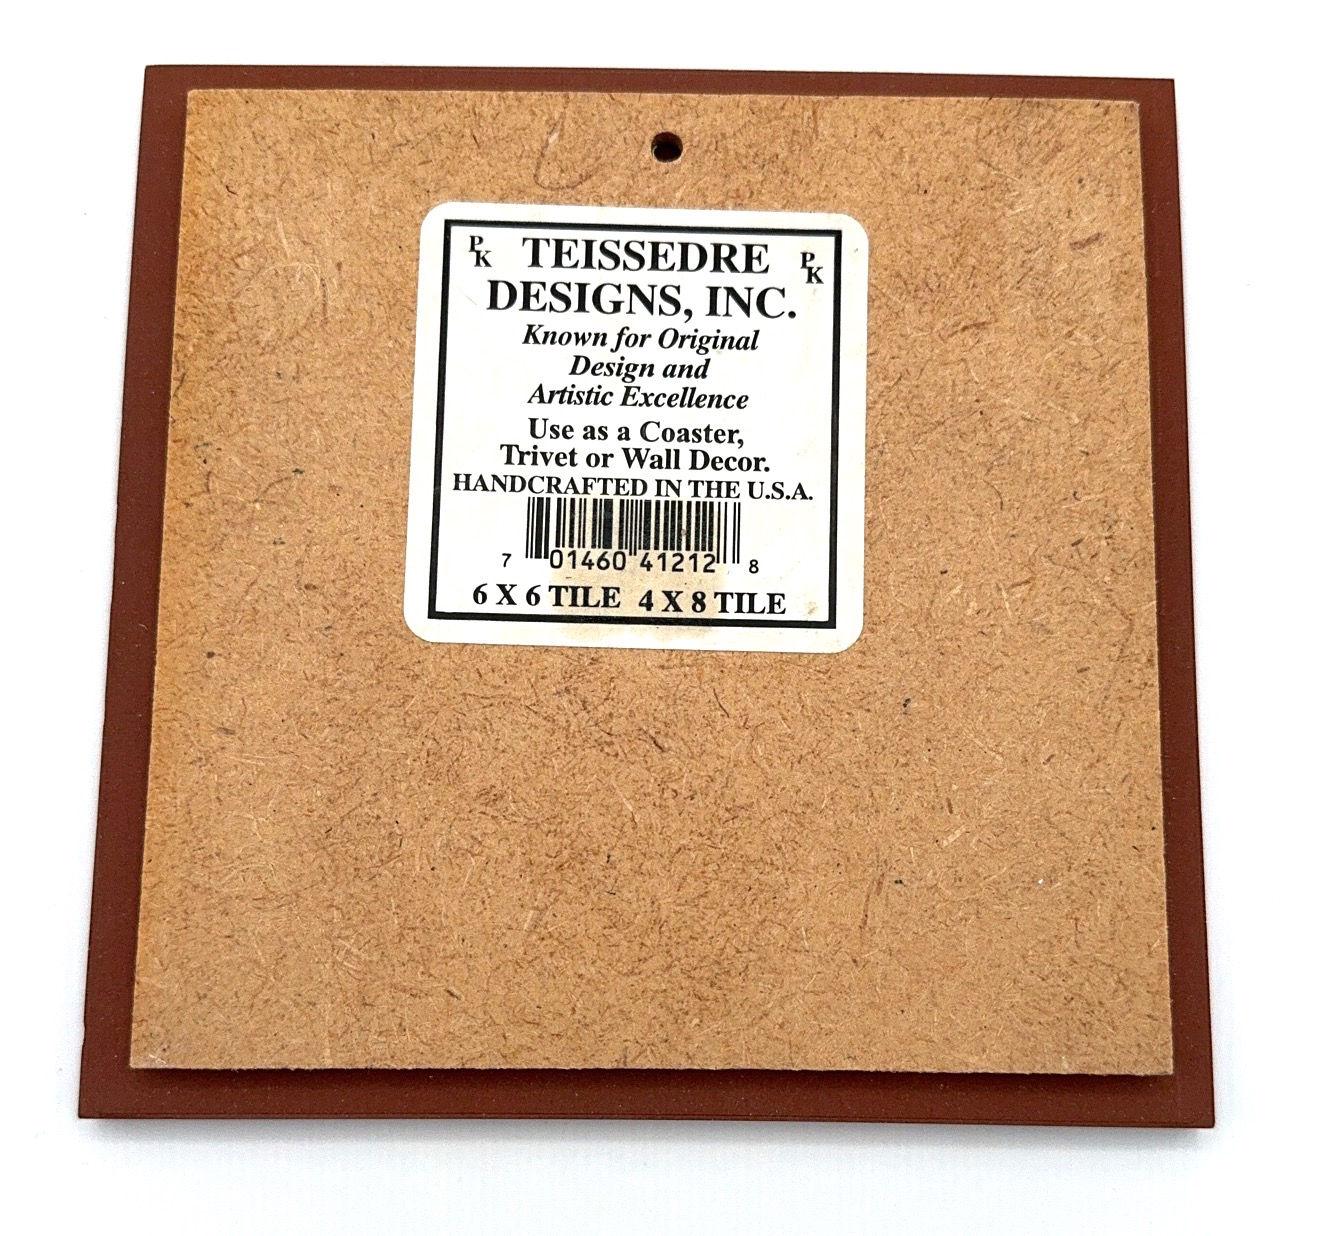 PK TEISSEDRE PK
DESIGNS, INC.
Known for Original
Design and
Artistic Excellence
Use as a Coaster,
Trivet or Wall Decor.
HANDCRAFTED IN THE U.S.A.
7 01460 41212 8
6 X 6 TILE 4 X 8 TILE